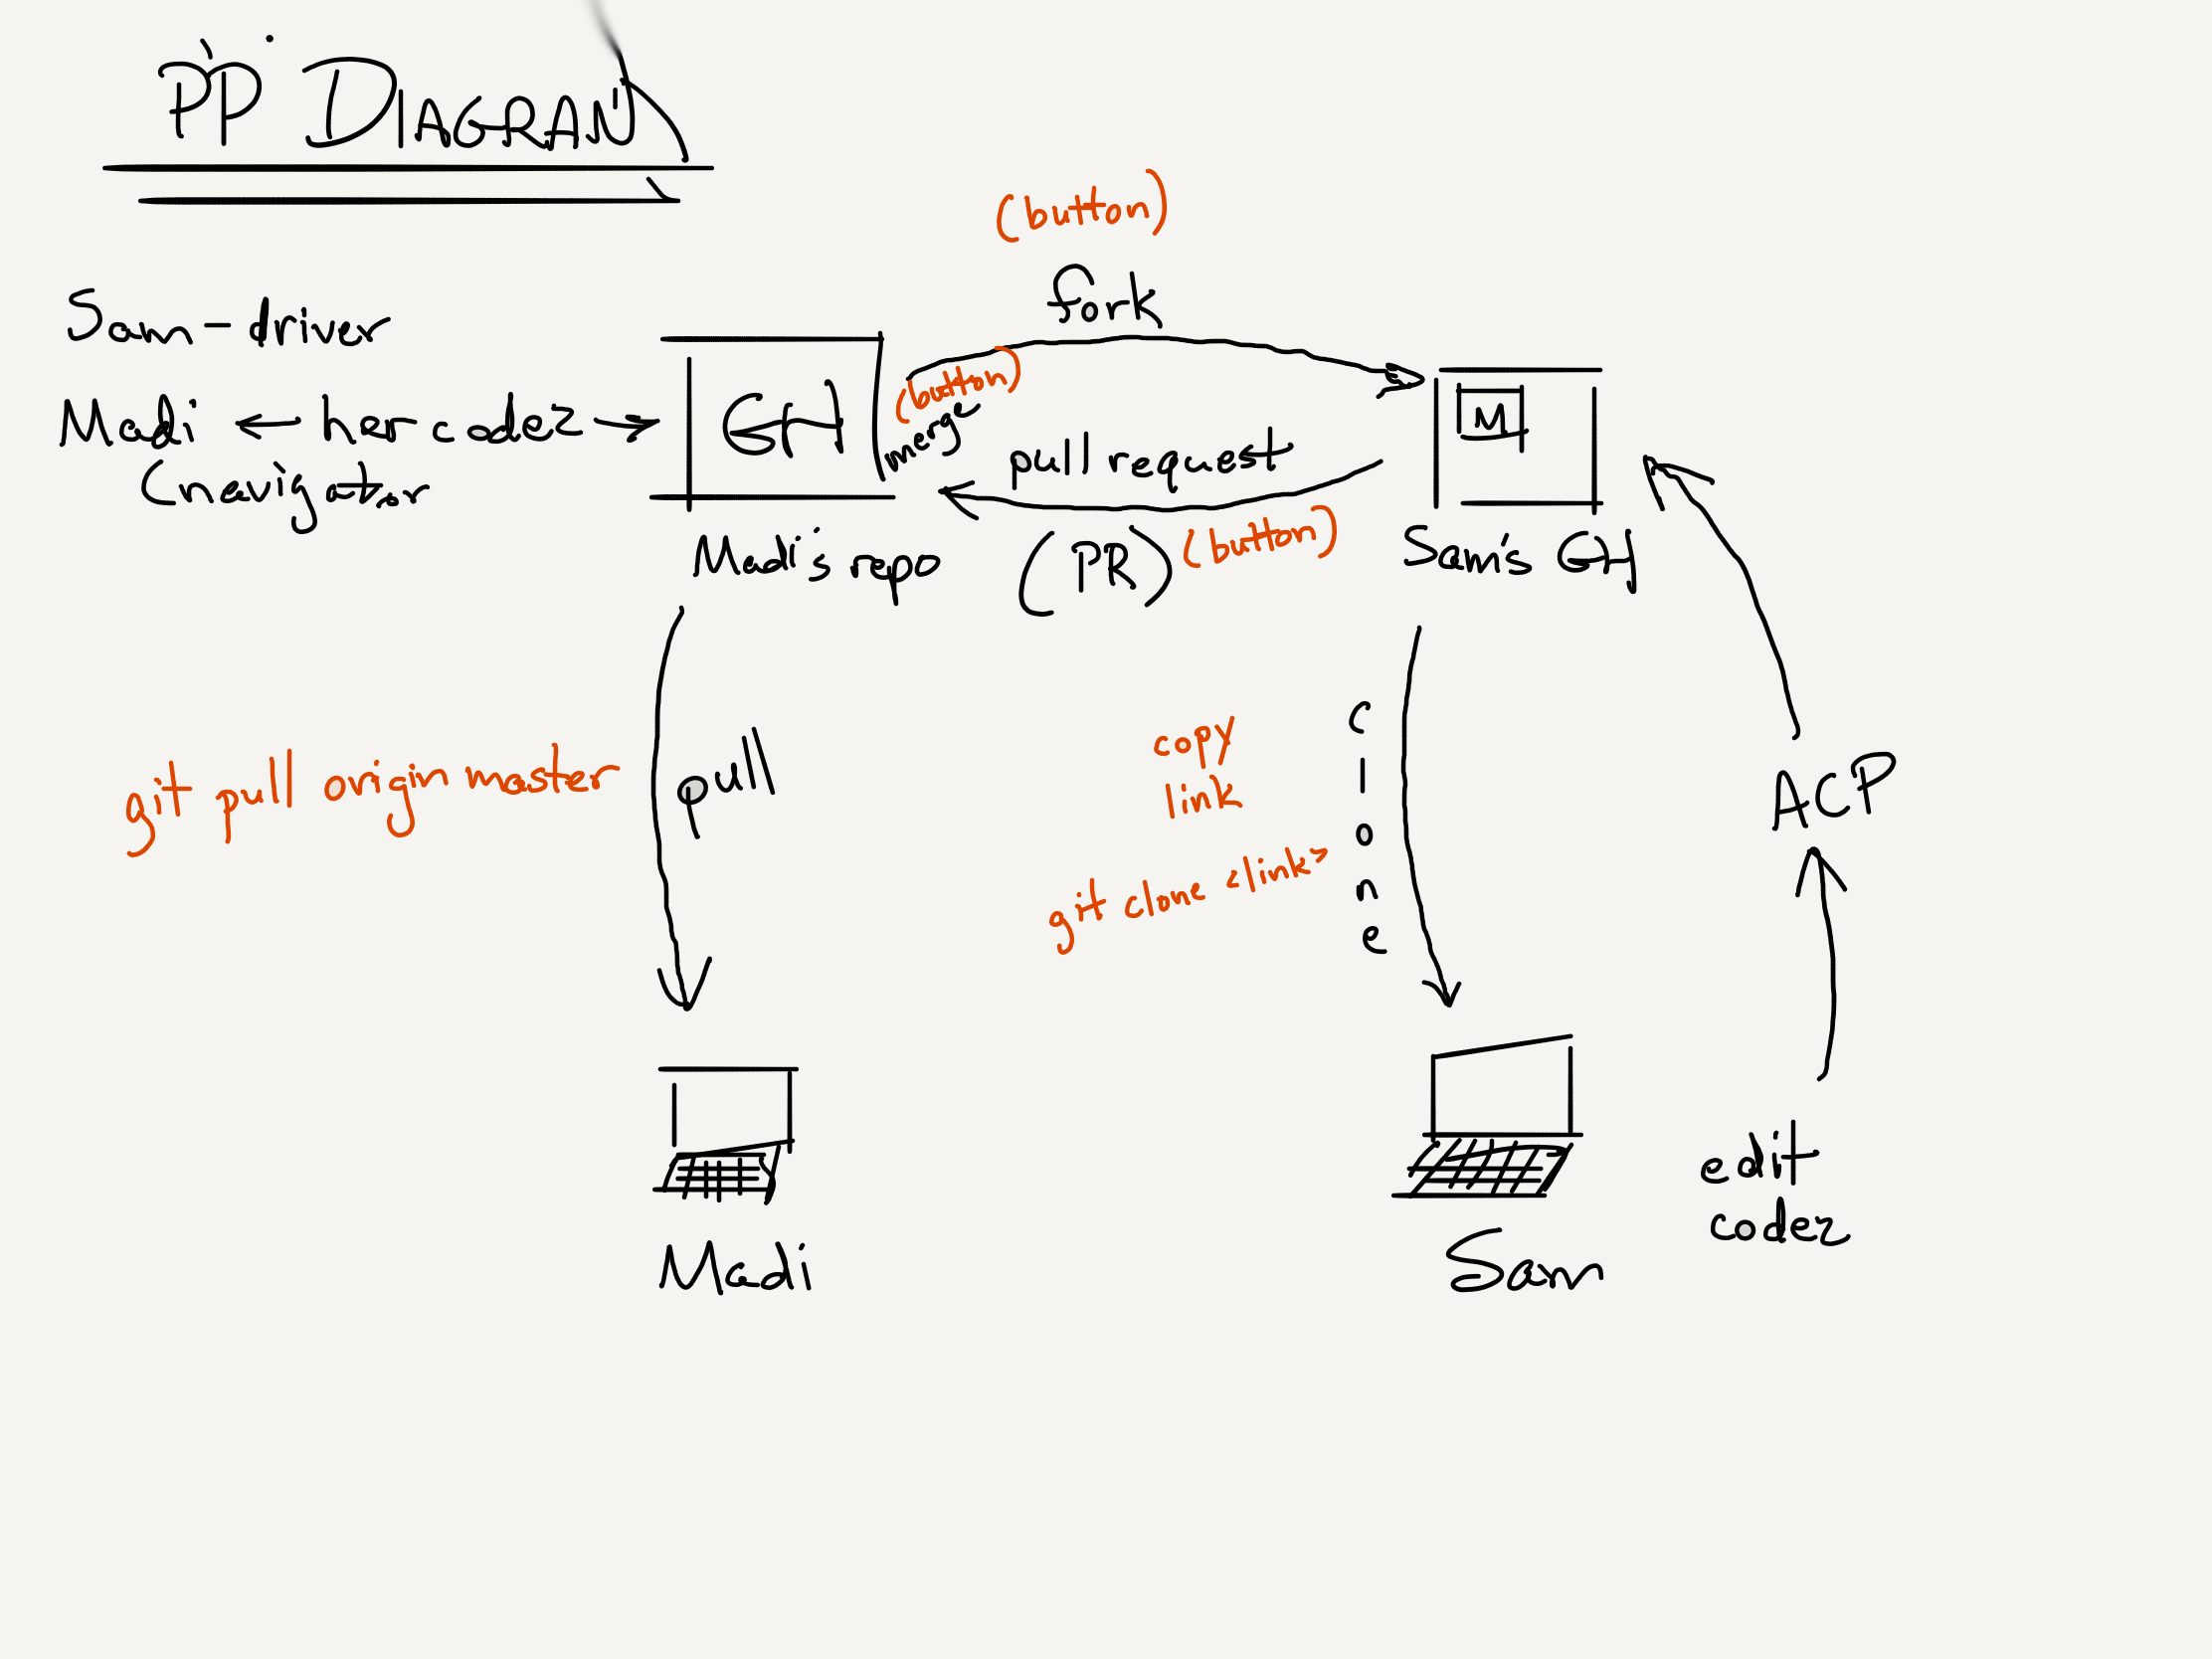 PP DIAGRAM
(button)
fork
Sam - driver
Madi ← her codez →
(navigator
GH
(button)
merge
pull request
M
Madi's repo
(PR)
(button)
Sam's GH
git pull origin master
pull
copy
link
git clone <link>
clone
ACP
edit
codez
Madi
Sam